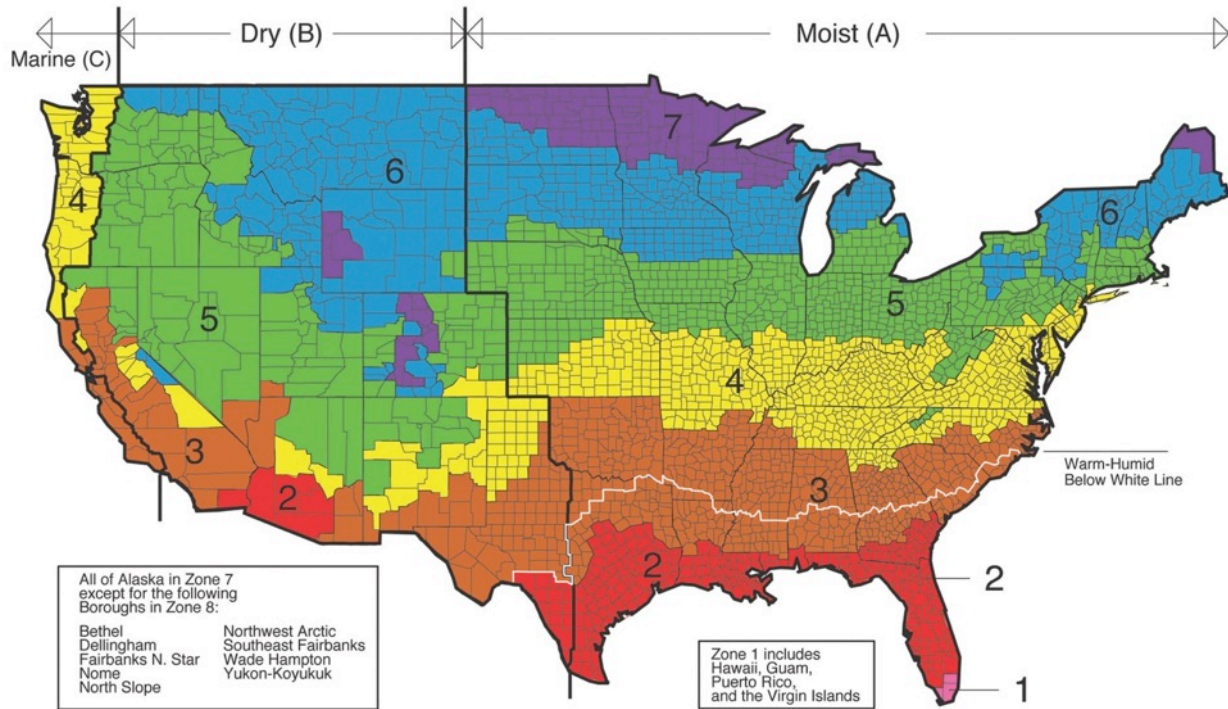 Dry (B)
Moist (A)
Marine (C)
7
6
4
6
5
5
4
3
3
Warm-Humid
Below White Line
2
2
2
All of Alaska in Zone 7
except for the following
Boroughs in Zone 8:
Bethel
Dellingham
Fairbanks N. Star
Nome
North Slope
Northwest Arctic
Southeast Fairbanks
Wade Hampton
Yukon-Koyukuk
Zone 1 includes
Hawaii, Guam,
Puerto Rico,
and the Virgin Islands
1